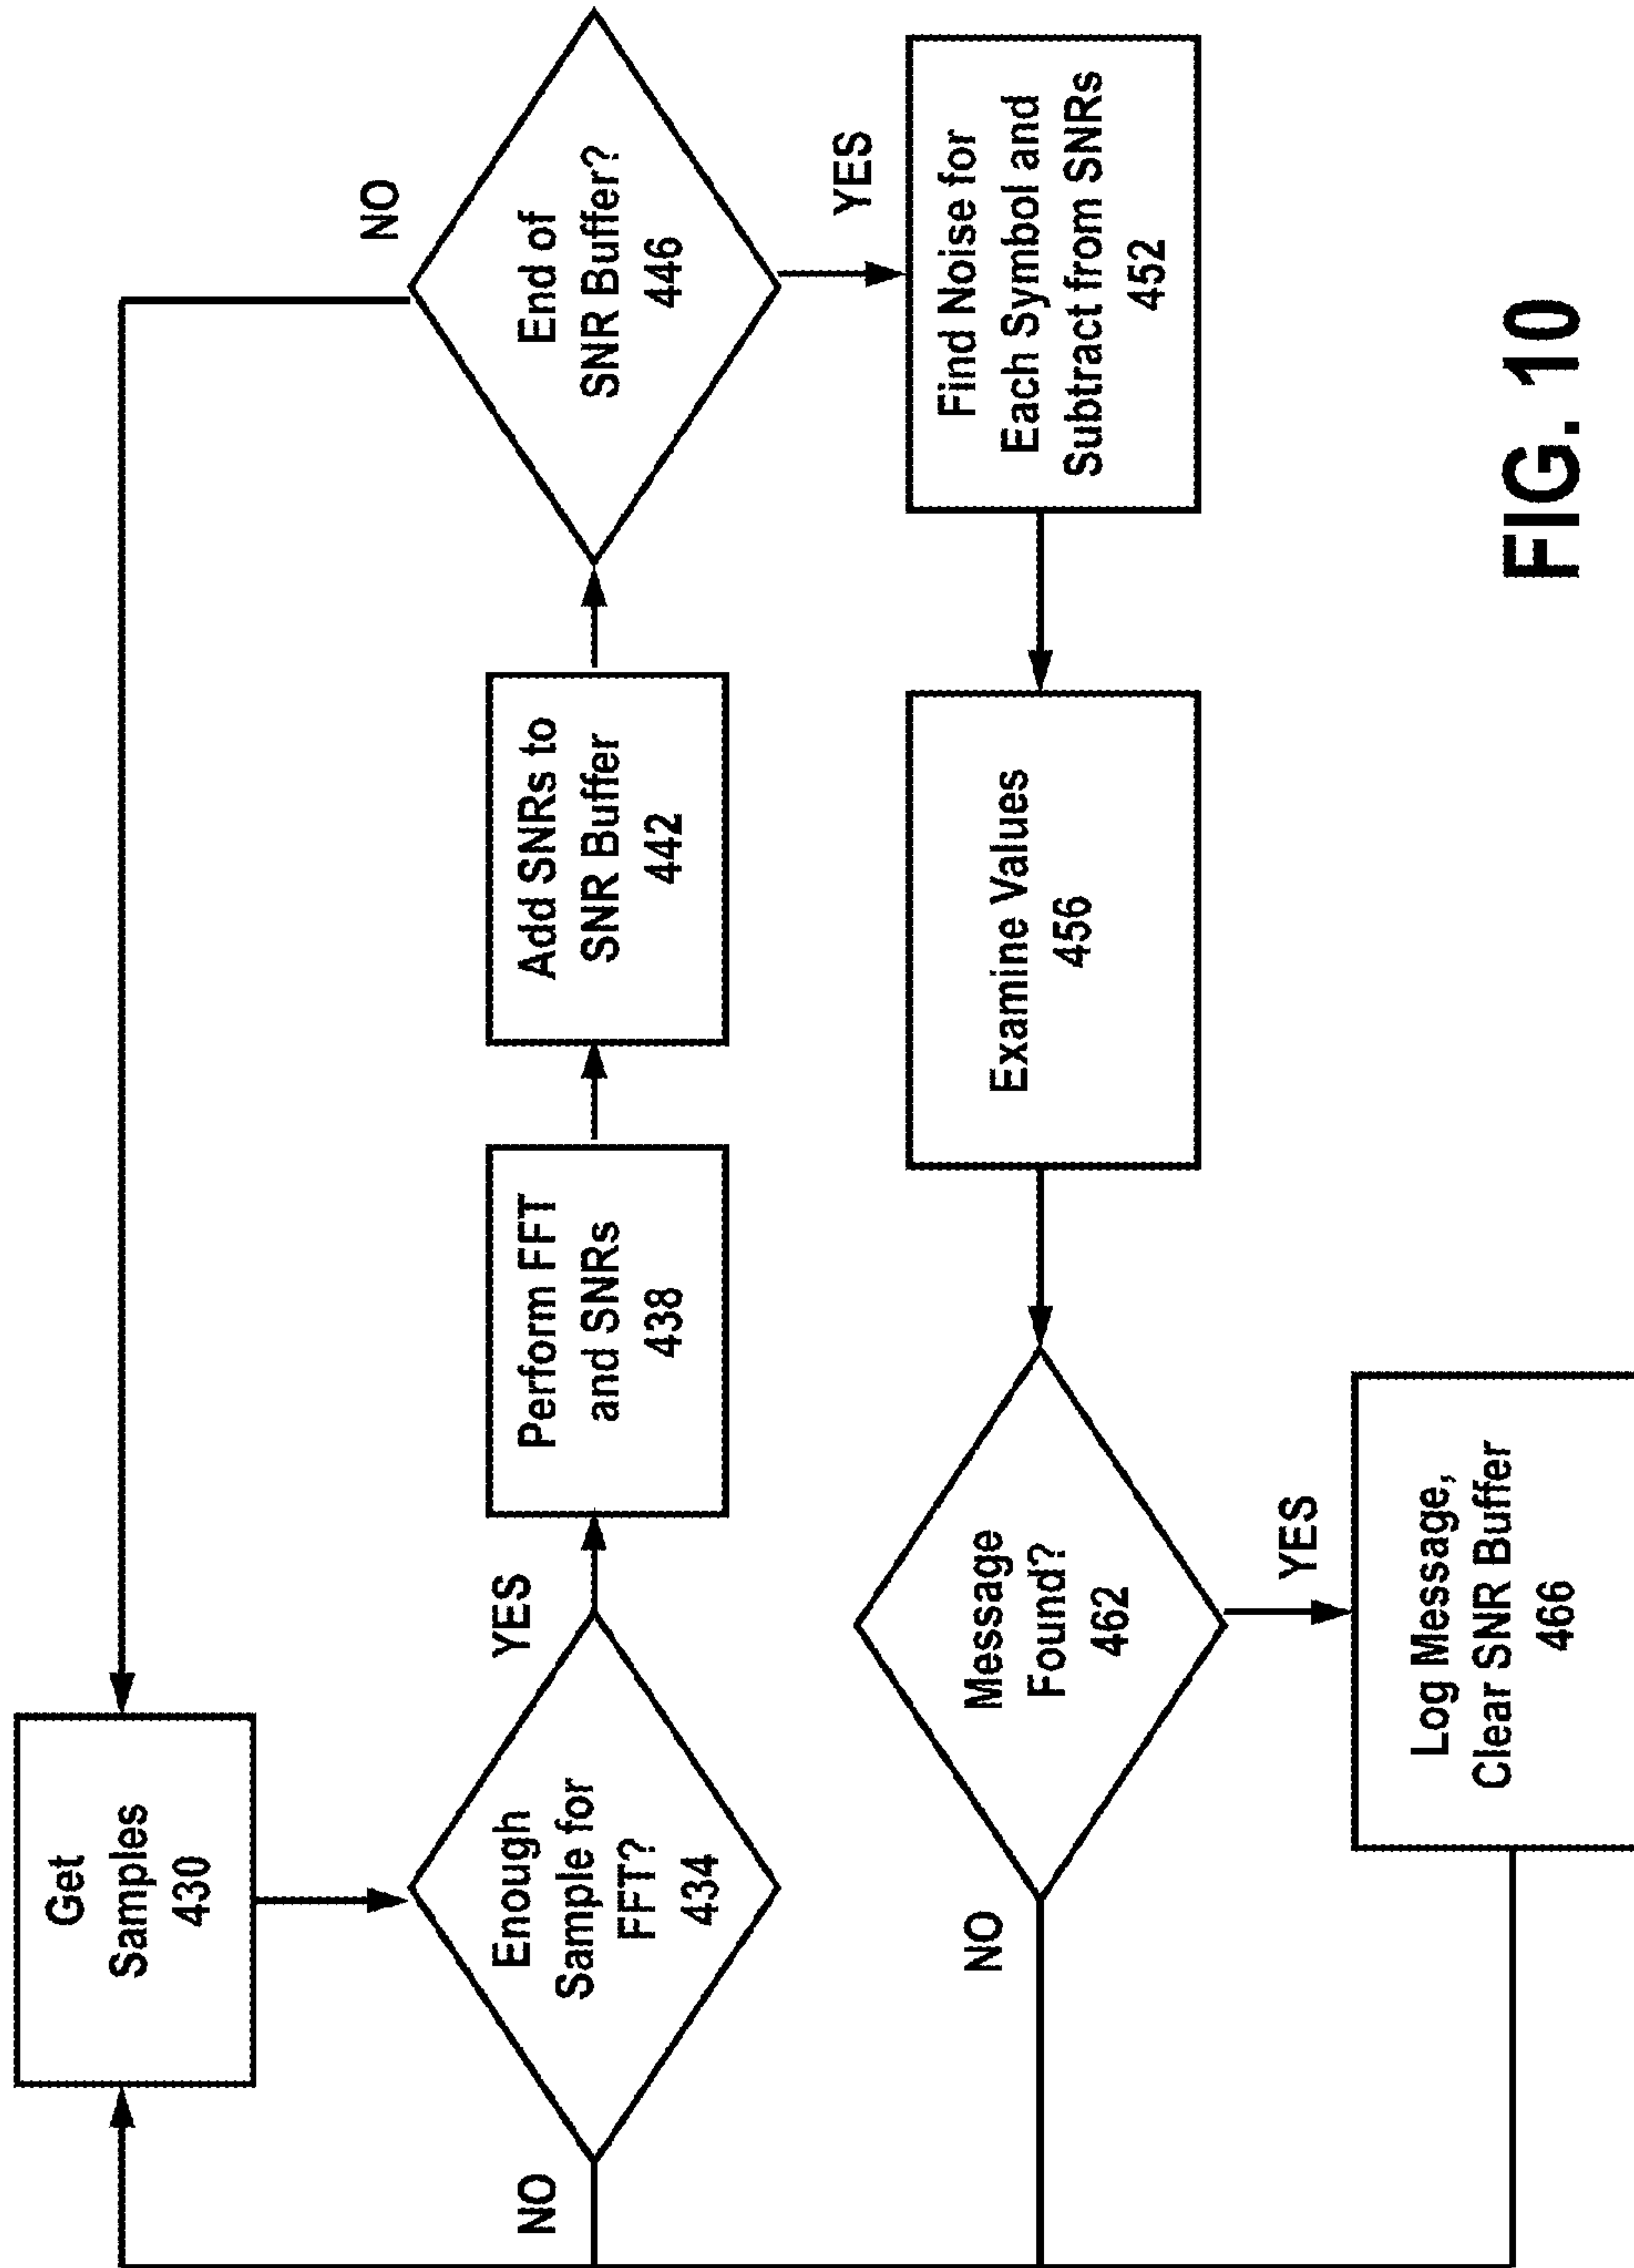 Get
Samples
430
Enough
Sample for
FFT?
434
NO
YES
Perform FFT
and SNRs
438
Add SNRs to
SNR Buffer
442
End of
SNR Buffer?
446
NO
YES
Find Noise for
Each Symbol and
Subtract from SNRs
452
Examine Values
456
Message
Found?
462
NO
YES
Log Message,
Clear SNR Buffer
466
FIG. 10